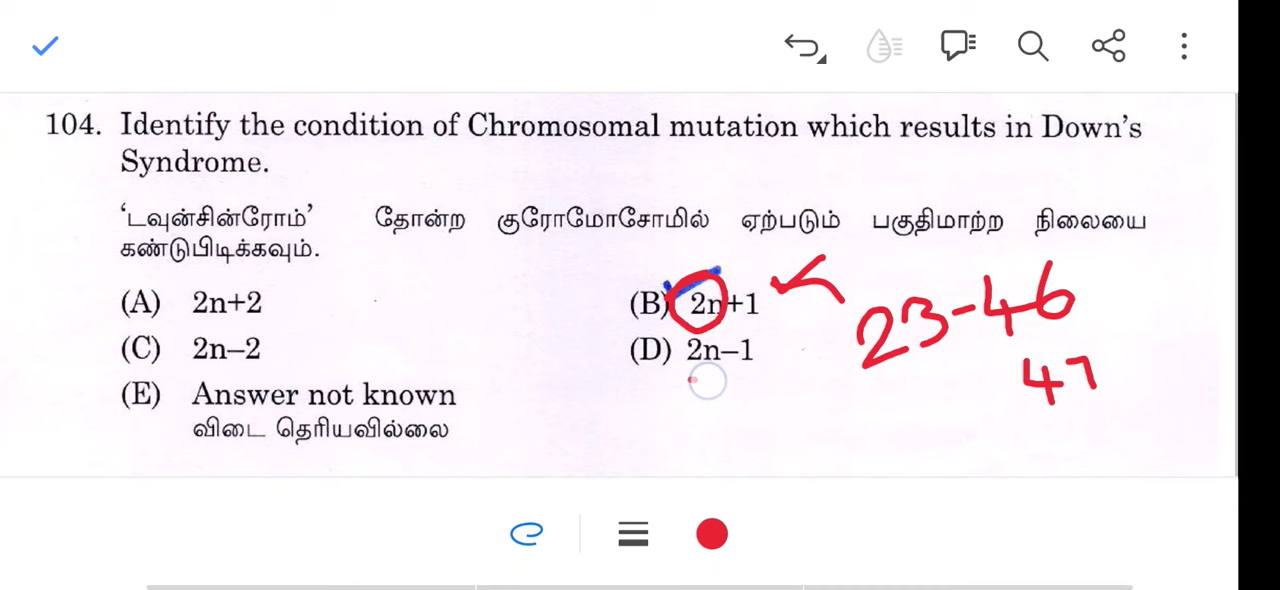 104. Identify the condition of Chromosomal mutation which results in Down's
Syndrome.
‘டவுன்சின்ரோம்’ தோன்ற குரோமோசோமில் ஏற்படும் பகுதிமாற்ற நிலையை
கண்டுபிடிக்கவும்.
(A) 2n+2 (B) 2n+1
23-46
(C) 2n–2 (D) 2n–1
47
(E) Answer not known
விடை தெரியவில்லை